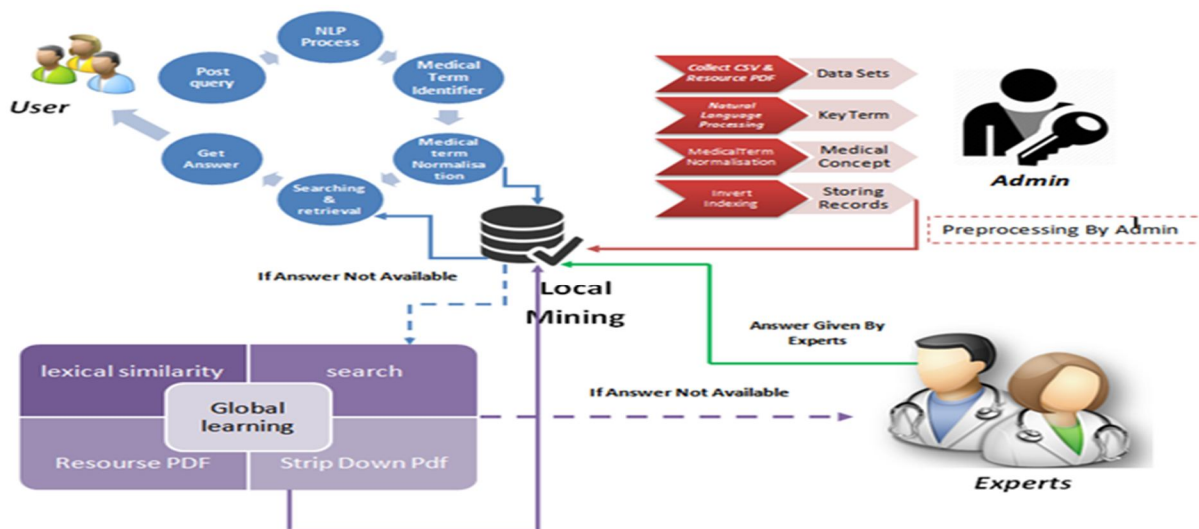 NLP
Process
Post
query
Medical
Term
Identifier
User
Get
Answer
Medical
term
Normalisa
tion
Searching
&
retrieval
Collect CSV &
Resource PDF
Data Sets
Natural
Language
Processing
Key Term
MedicalTerm
Normalisation
Medical
Concept
Invert
Indexing
Storing
Records
Admin
Preprocessing By Admin
If Answer Not Available
Local
Mining
Answer Given By
Experts
lexical similarity
search
Global
learning
Resourse PDF
Strip Down Pdf
If Answer Not Available
Experts